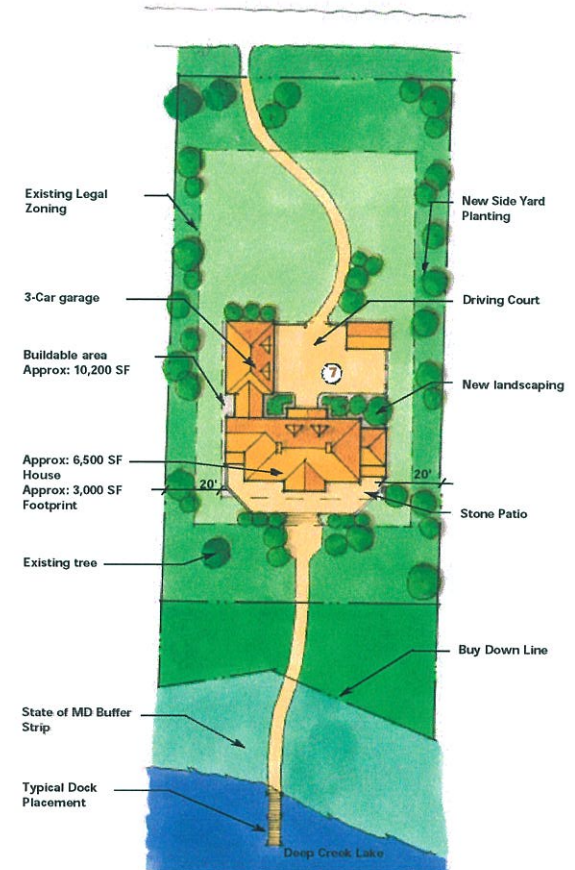 Existing Legal
Zoning
New Side Yard
Planting
3-Car garage
Driving Court
Buildable area
Approx: 10,200 SF
7
New landscaping
Approx: 6,500 SF
House
Approx: 3,000 SF
Footprint
20'
20'
Stone Patio
Existing tree
Buy Down Line
State of MD Buffer
Strip
Typical Dock
Placement
Deep Creek Lake